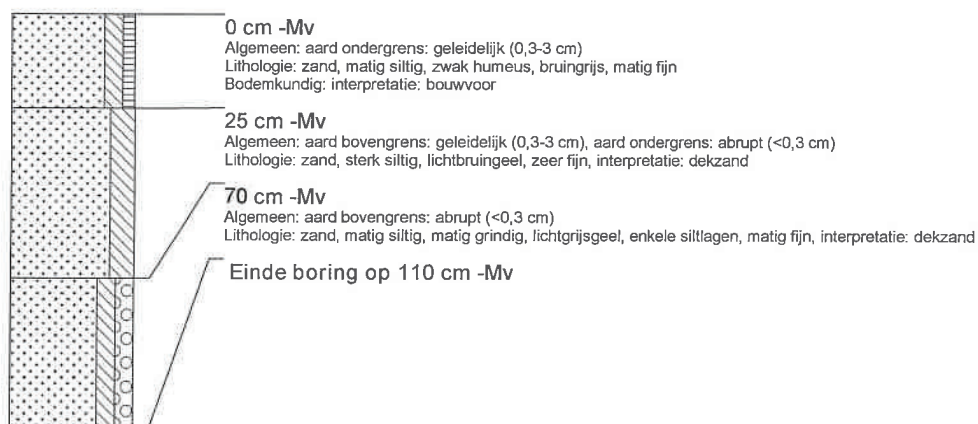 0 cm -Mv
Algemeen: aard ondergrens: geleidelijk (0,3-3 cm)
Lithologie: zand, matig siltig, zwak humeus, bruingrijs, matig fijn
Bodemkundig: interpretatie: bouwvoor
25 cm -Mv
Algemeen: aard bovengrens: geleidelijk (0,3-3 cm), aard ondergrens: abrupt (<0,3 cm)
Lithologie: zand, sterk siltig, lichtbruingeel, zeer fijn, interpretatie: dekzand
70 cm -Mv
Algemeen: aard bovengrens: abrupt (<0,3 cm)
Lithologie: zand, matig siltig, matig grindig, lichtgrijsgeel, enkele siltlagen, matig fijn, interpretatie: dekzand
Einde boring op 110 cm -Mv